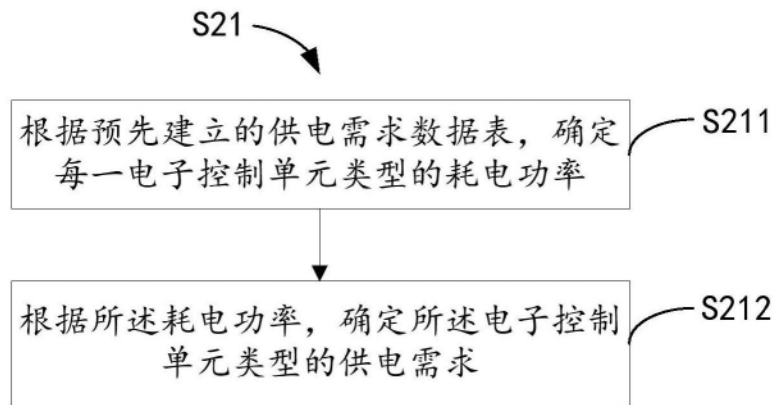 S21
根据预先建立的供电需求数据表，确定
每一电子控制单元类型的耗电功率
S211
根据所述耗电功率，确定所述电子控制
单元类型的供电需求
S212